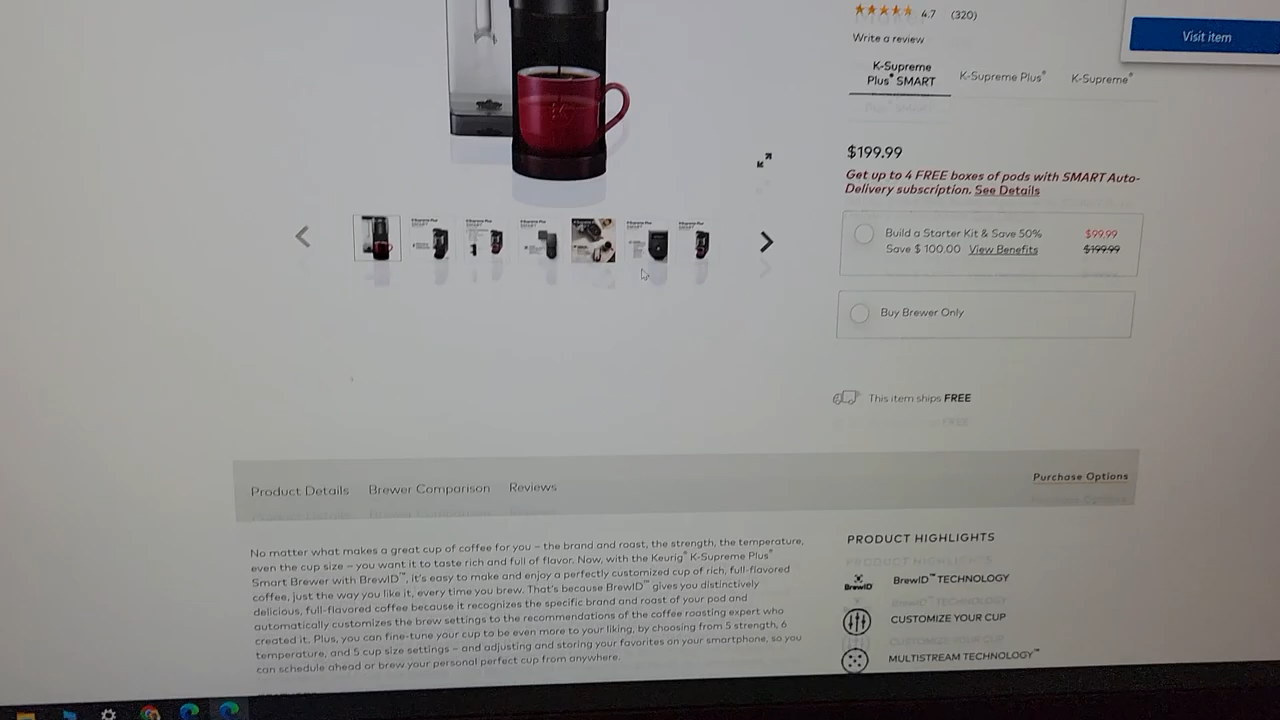 4.7 (320)
Write a review
Visit item
K-Supreme
Plus® SMART
K-Supreme Plus®
K-Supreme®
$199.99
Get up to 4 FREE boxes of pods with SMART Auto-
Delivery subscription. See Details
Build a Starter Kit & Save 50%
$99.99
Save $ 100.00 View Benefits
$199.99
Buy Brewer Only
This item ships FREE
Product Details
Brewer Comparison
Reviews
Purchase Options
No matter what makes a great cup of coffee for you – the brand and roast, the strength, the temperature,
even the cup size – you want it to taste rich and full of flavor. Now, with the Keurig® K-Supreme Plus®
Smart Brewer with BrewID™, it's easy to make and enjoy a perfectly customized cup of rich, full-flavored
coffee, just the way you like it, every time you brew. That's because BrewID™ gives you distinctively
delicious, full-flavored coffee because it recognizes the specific brand and roast of your pod and
automatically customizes the brew settings to the recommendations of the coffee roasting expert who
created it. Plus, you can fine-tune your cup to be even more to your liking, by choosing from 5 strength, 6
temperature, and 5 cup size settings – and adjusting and storing your favorites on your smartphone, so you
can schedule ahead or brew your personal perfect cup from anywhere.
PRODUCT HIGHLIGHTS
BrewID
BrewID™ TECHNOLOGY
CUSTOMIZE YOUR CUP
MULTISTREAM TECHNOLOGY™